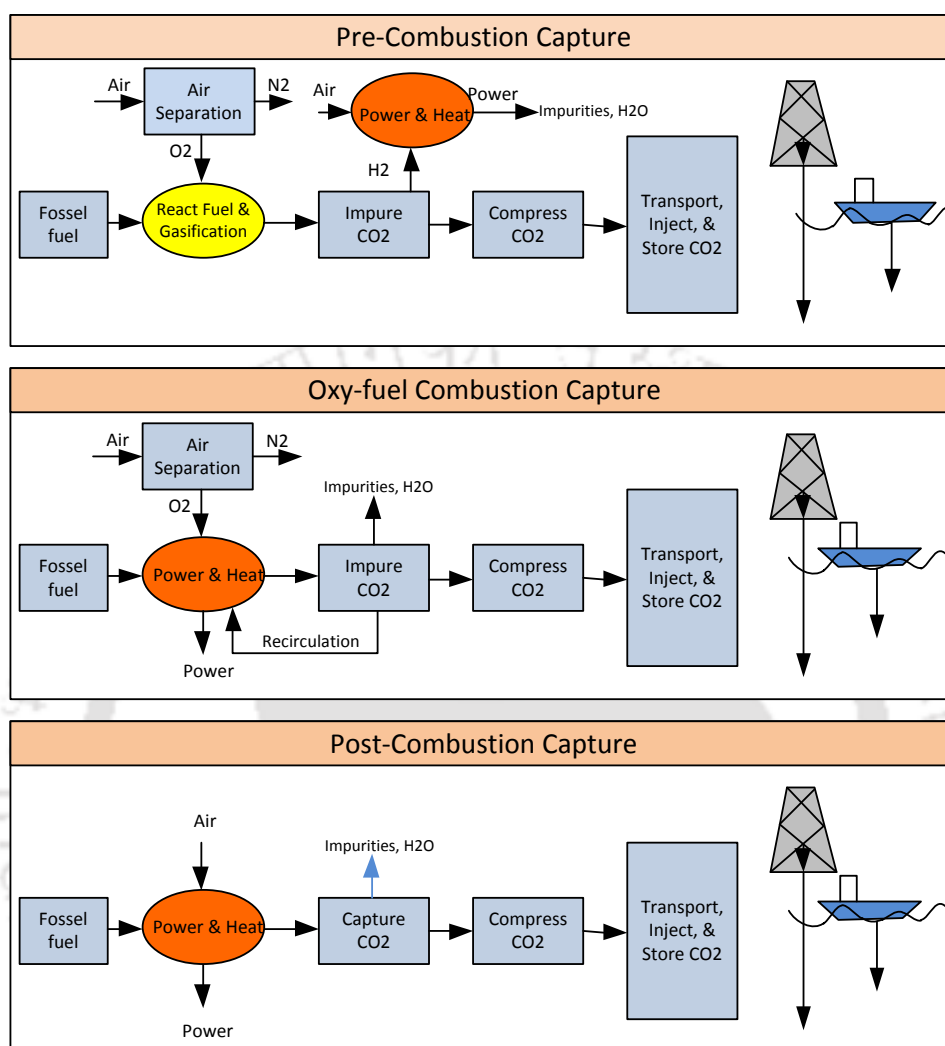 Pre-Combustion Capture
Air
Air
Separation
N2
Air
Power & Heat
Power
Impurities, H2O
O2
H2
Fossel
fuel
React Fuel &
Gasification
Impure
CO2
Compress
CO2
Transport,
Inject, &
Store CO2
Oxy-fuel Combustion Capture
Air
Air
Separation
N2
O2
Impurities, H2O
Fossel
fuel
Power & Heat
Impure
CO2
Compress
CO2
Transport,
Inject, &
Store CO2
Recirculation
Power
Post-Combustion Capture
Air
Impurities, H2O
Fossel
fuel
Power & Heat
Capture
CO2
Compress
CO2
Transport,
Inject, &
Store CO2
Power